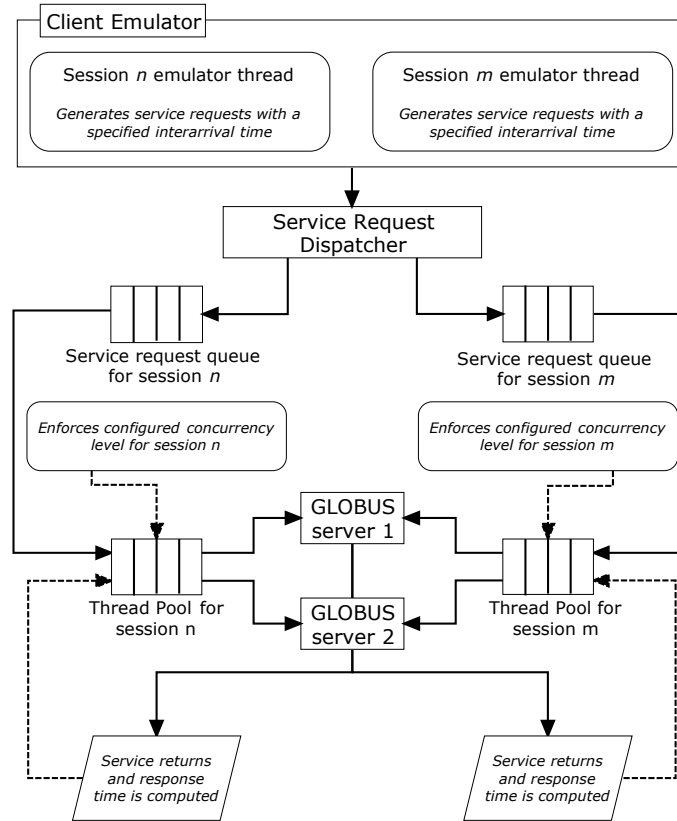 Client Emulator
Session n emulator thread
Generates service requests with a
specified interarrival time
Session m emulator thread
Generates service requests with a
specified interarrival time
Service Request
Dispatcher
Service request queue
for session n
Service request queue
for session m
Enforces configured concurrency
level for session n
Enforces configured concurrency
level for session m
GLOBUS
server 1
Thread Pool for
session n
GLOBUS
server 2
Thread Pool for
session m
Service returns
and response
time is computed
Service returns
and response
time is computed